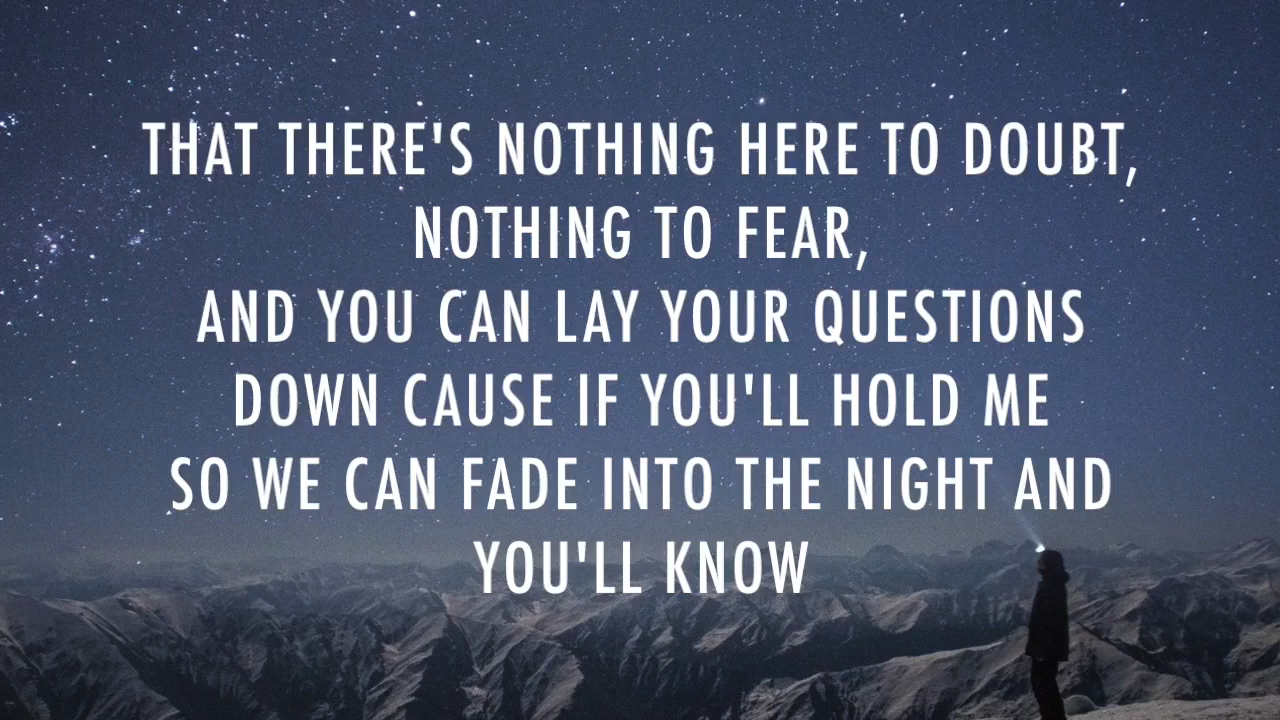 THAT THERE'S NOTHING HERE TO DOUBT,
NOTHING TO FEAR,
AND YOU CAN LAY YOUR QUESTIONS
DOWN CAUSE IF YOU'LL HOLD ME
SO WE CAN FADE INTO THE NIGHT AND
YOU'LL KNOW